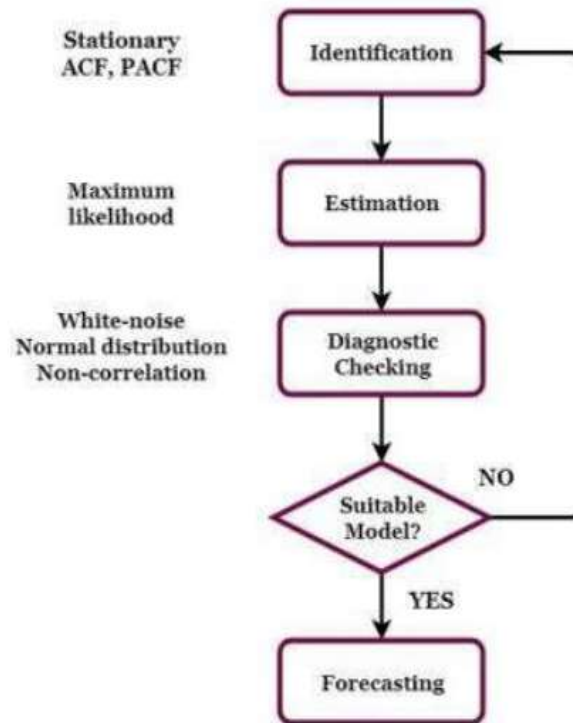 Stationary
ACF, PACF
Identification
Maximum
likelihood
Estimation
White-noise
Normal distribution
Non-correlation
Diagnostic
Checking
Suitable
Model?
NO
YES
Forecasting